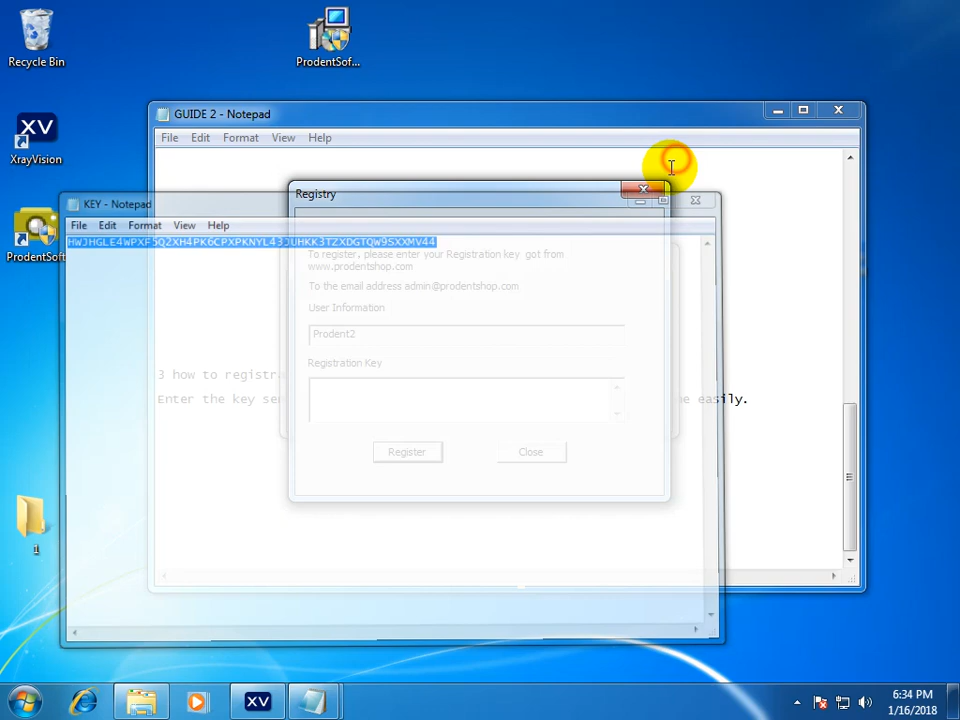 Recycle Bin
ProdentSof...
XrayVision
ProdentSoft
1
GUIDE 2 - Notepad
File Edit Format View Help
3 how to registra
Enter the key sen
e easily.
KEY - Notepad
File Edit Format View Help
Registry
To register, please enter your Registration key got from
www.prodentshop.com
To the email address admin@prodentshop.com
User Information
Prodent2
Registration Key
Register Close
XV
6:34 PM
1/16/2018